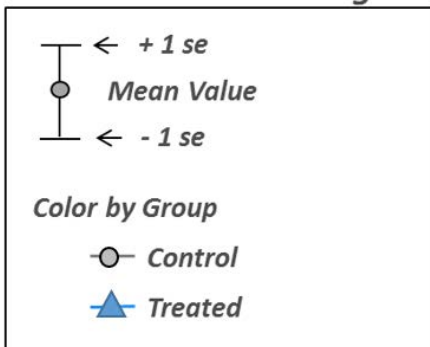 + 1 se
Mean Value
- 1 se
Color by Group
Control
Treated